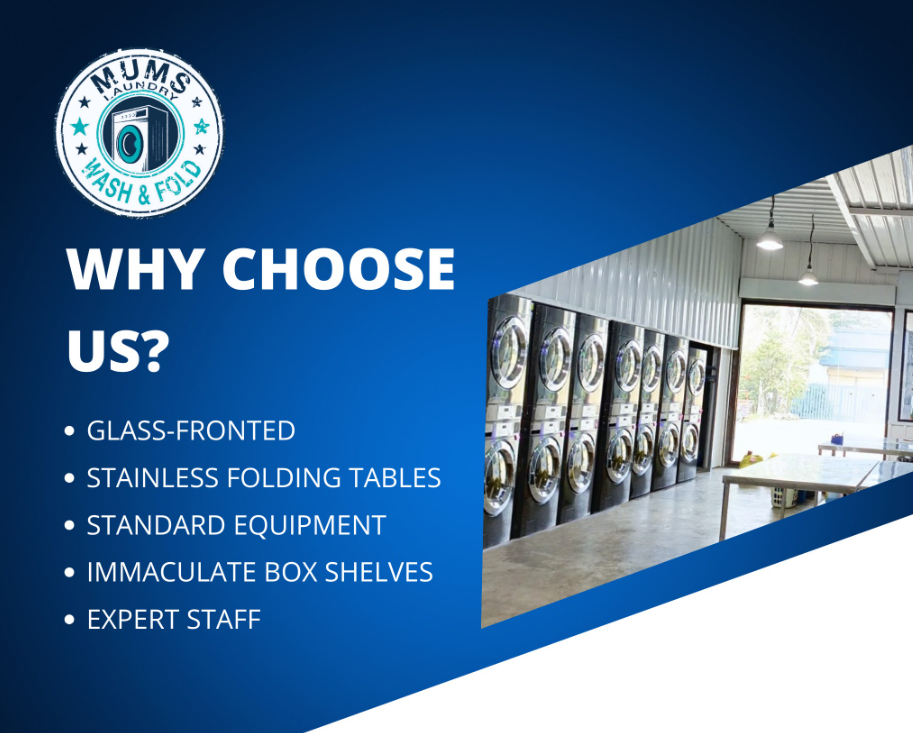 MUMS
LAUNDRY
WASH & FOLD
WHY CHOOSE
US?
• GLASS-FRONTED
• STAINLESS FOLDING TABLES
• STANDARD EQUIPMENT
• IMMACULATE BOX SHELVES
• EXPERT STAFF